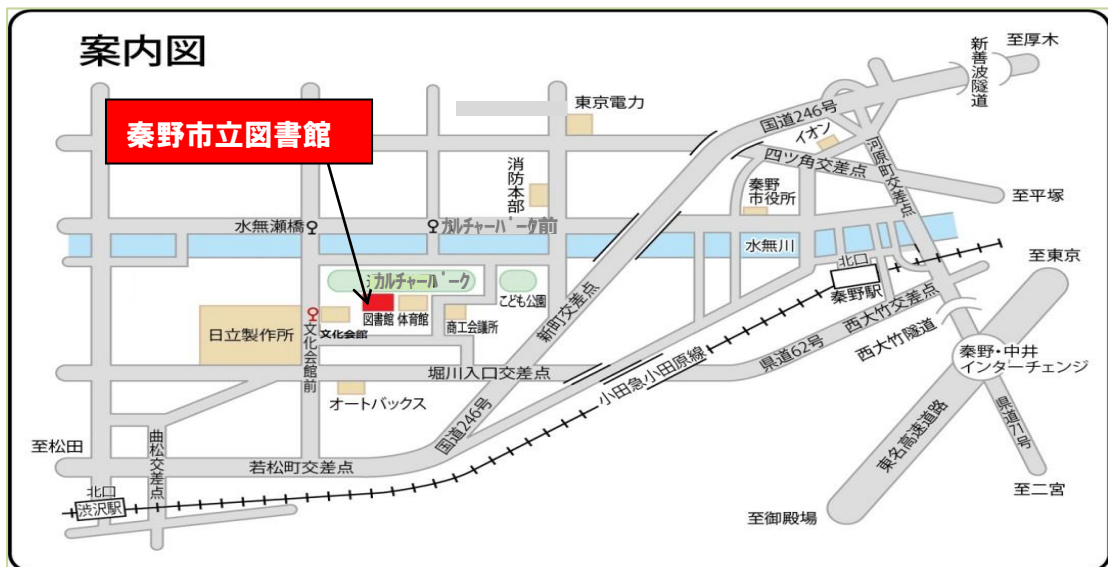 案内図
秦野市立図書館
東京電力
消防本部
国道246号
新善波隧道
至厚木
イオン
四ツ角交差点
河原町交差点
至平塚
秦野
市役所
水無瀬橋
カルチャーパーク前
水無川
カルチャーパーク
こども公園
図書館
体育館
商工会議所
文化会館
文化会館前
日立製作所
新町交差点
北口
秦野駅
至東京
西大竹交差点
西大竹隧道
県道62号
秦野・中井
インターチェンジ
堀川入口交差点
オートバックス
小田急小田原線
国道246号
県道71号
東名高速道路
至松田
曲松交差点
若松町交差点
北口
渋沢駅
至御殿場
至二宮